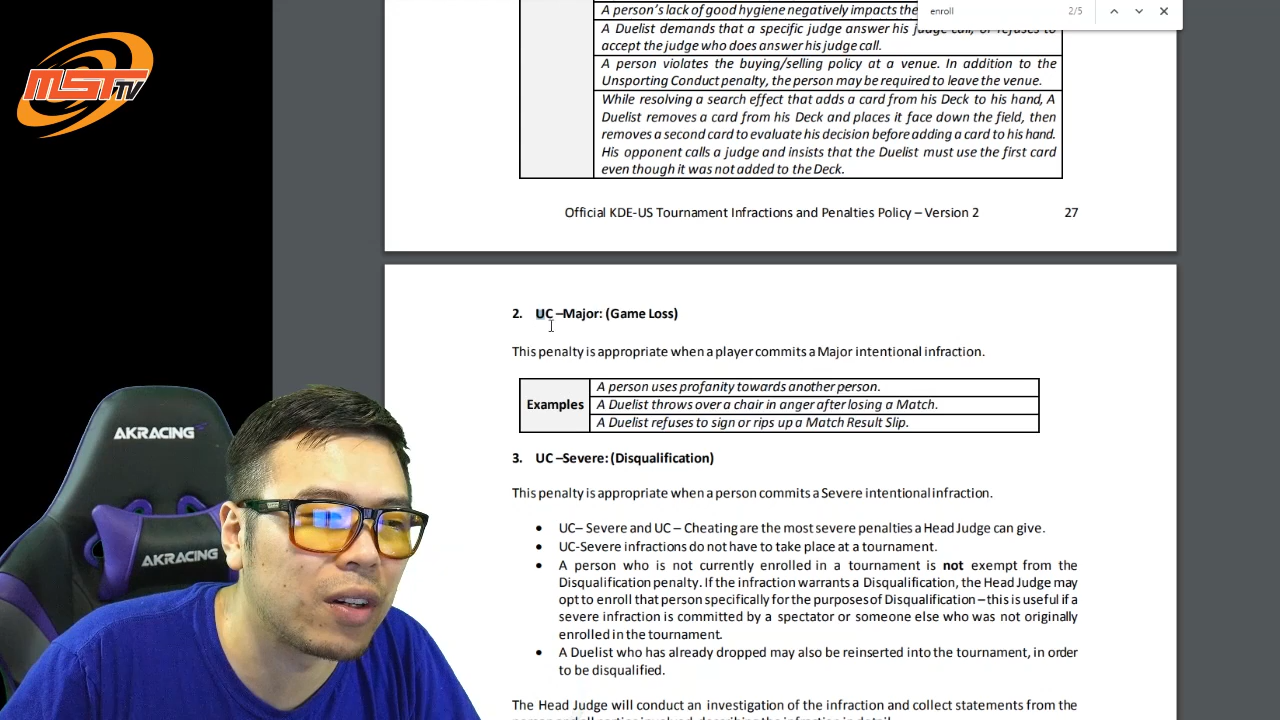 MSTTV
enroll
2/5
A person's lack of good hygiene negatively impacts the
A Duelist demands that a specific judge answer his judge call, or refuses to
accept the judge who does answer his judge call.
A person violates the buying/selling policy at a venue. In addition to the
Unsporting Conduct penalty, the person may be required to leave the venue.
While resolving a search effect that adds a card from his Deck to his hand, A
Duelist removes a card from his Deck and places it face down the field, then
removes a second card to evaluate his decision before adding a card to his hand.
His opponent calls a judge and insists that the Duelist must use the first card
even though it was not added to the Deck.
Official KDE-US Tournament Infractions and Penalties Policy – Version 2 27
2. UC –Major: (Game Loss)
This penalty is appropriate when a player commits a Major intentional infraction.
Examples
A person uses profanity towards another person.
A Duelist throws over a chair in anger after losing a Match.
A Duelist refuses to sign or rips up a Match Result Slip.
3. UC –Severe: (Disqualification)
This penalty is appropriate when a person commits a Severe intentional infraction.
• UC– Severe and UC – Cheating are the most severe penalties a Head Judge can give.
• UC-Severe infractions do not have to take place at a tournament.
• A person who is not currently enrolled in a tournament is not exempt from the
Disqualification penalty. If the infraction warrants a Disqualification, the Head Judge may
opt to enroll that person specifically for the purposes of Disqualification – this is useful if a
severe infraction is committed by a spectator or someone else who was not originally
enrolled in the tournament.
• A Duelist who has already dropped may also be reinserted into the tournament, in order
to be disqualified.
The Head Judge will conduct an investigation of the infraction and collect statements from the
AKRACING
AKRACING